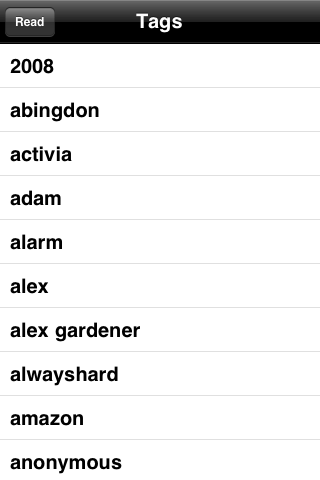 Read
Tags
2008
abingdon
activia
adam
alarm
alex
alex gardener
alwayshard
amazon
anonymous